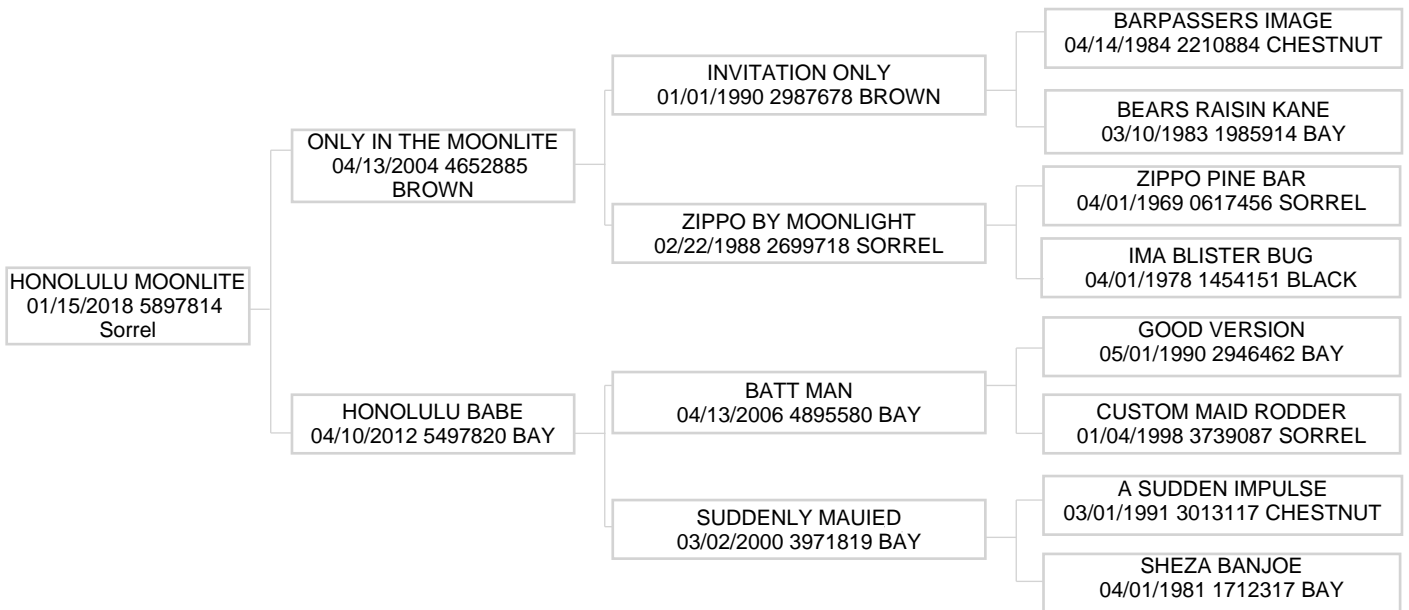 HONOLULU MOONLITE
01/15/2018 5897814
Sorrel
ONLY IN THE MOONLITE
04/13/2004 4652885
BROWN
HONOLULU BABE
04/10/2012 5497820 BAY
INVITATION ONLY
01/01/1990 2987678 BROWN
ZIPPO BY MOONLIGHT
02/22/1988 2699718 SORREL
BATT MAN
04/13/2006 4895580 BAY
SUDDENLY MAUIED
03/02/2000 3971819 BAY
BARPASSERS IMAGE
04/14/1984 2210884 CHESTNUT
BEARS RAISIN KANE
03/10/1983 1985914 BAY
ZIPPO PINE BAR
04/01/1969 0617456 SORREL
IMA BLISTER BUG
04/01/1978 1454151 BLACK
GOOD VERSION
05/01/1990 2946462 BAY
CUSTOM MAID RODDER
01/04/1998 3739087 SORREL
A SUDDEN IMPULSE
03/01/1991 3013117 CHESTNUT
SHEZA BANJOE
04/01/1981 1712317 BAY